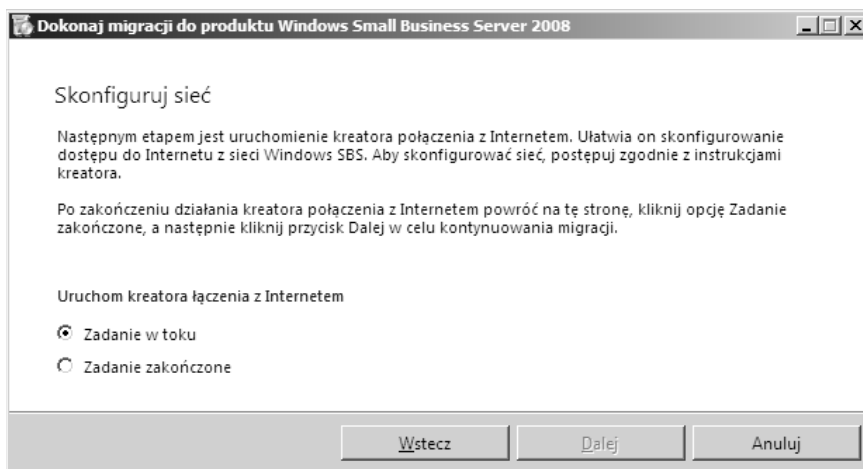 Dokonaj migracji do produktu Windows Small Business Server 2008
Skonfiguruj sieć
Następnym etapem jest uruchomienie kreatora połączenia z Internetem. Ułatwia on skonfigurowanie
dostępu do Internetu z sieci Windows SBS. Aby skonfigurować sieć, postępuj zgodnie z instrukcjami
kreatora.
Po zakończeniu działania kreatora połączenia z Internetem powróć na tę stronę, kliknij opcję Zadanie
zakończone, a następnie kliknij przycisk Dalej w celu kontynuowania migracji.
Uruchom kreatora łączenia z Internetem
Zadanie w toku
Zadanie zakończone
Wstecz Dalej Anuluj